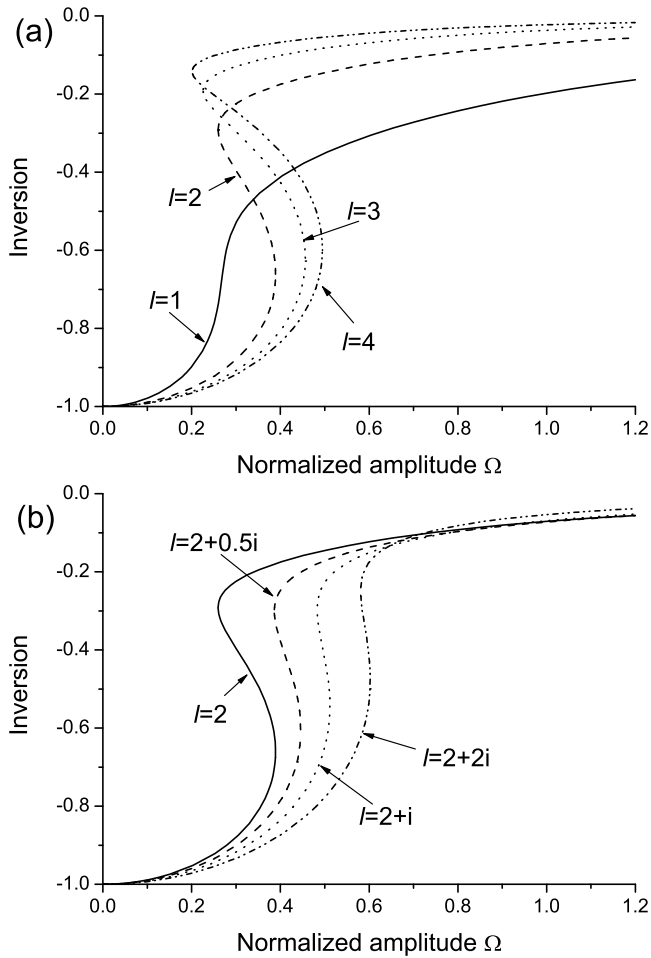 (a)
0.0
-0.2
-0.4
-0.6
-0.8
-1.0
Inversion
l=2
l=3
l=1
l=4
0.0 0.2 0.4 0.6 0.8 1.0 1.2
Normalized amplitude Ω
(b)
0.0
-0.2
-0.4
-0.6
-0.8
-1.0
Inversion
l=2+0.5i
l=2
l=2+2i
l=2+i
0.0 0.2 0.4 0.6 0.8 1.0 1.2
Normalized amplitude Ω